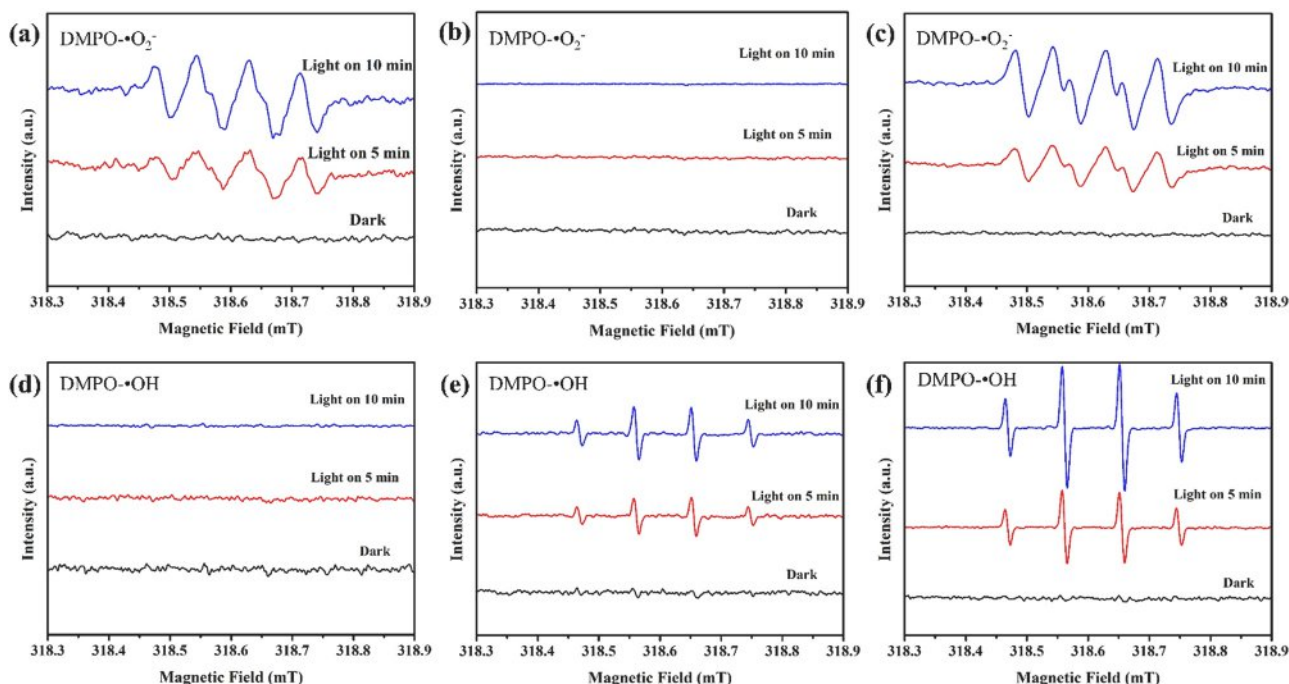 (a) DMPO-•O₂⁻
Light on 10 min
Light on 5 min
Dark
Intensity (a.u.)
318.3 318.4 318.5 318.6 318.7 318.8 318.9
Magnetic Field (mT)
(b) DMPO-•O₂⁻
Light on 10 min
Light on 5 min
Dark
Intensity (a.u.)
318.3 318.4 318.5 318.6 318.7 318.8 318.9
Magnetic Field (mT)
(c) DMPO-•O₂⁻
Light on 10 min
Light on 5 min
Dark
Intensity (a.u.)
318.3 318.4 318.5 318.6 318.7 318.8 318.9
Magnetic Field (mT)
(d) DMPO-•OH
Light on 10 min
Light on 5 min
Dark
Intensity (a.u.)
318.3 318.4 318.5 318.6 318.7 318.8 318.9
Magnetic Field (mT)
(e) DMPO-•OH
Light on 10 min
Light on 5 min
Dark
Intensity (a.u.)
318.3 318.4 318.5 318.6 318.7 318.8 318.9
Magnetic Field (mT)
(f) DMPO-•OH
Light on 10 min
Light on 5 min
Dark
Intensity (a.u.)
318.3 318.4 318.5 318.6 318.7 318.8 318.9
Magnetic Field (mT)